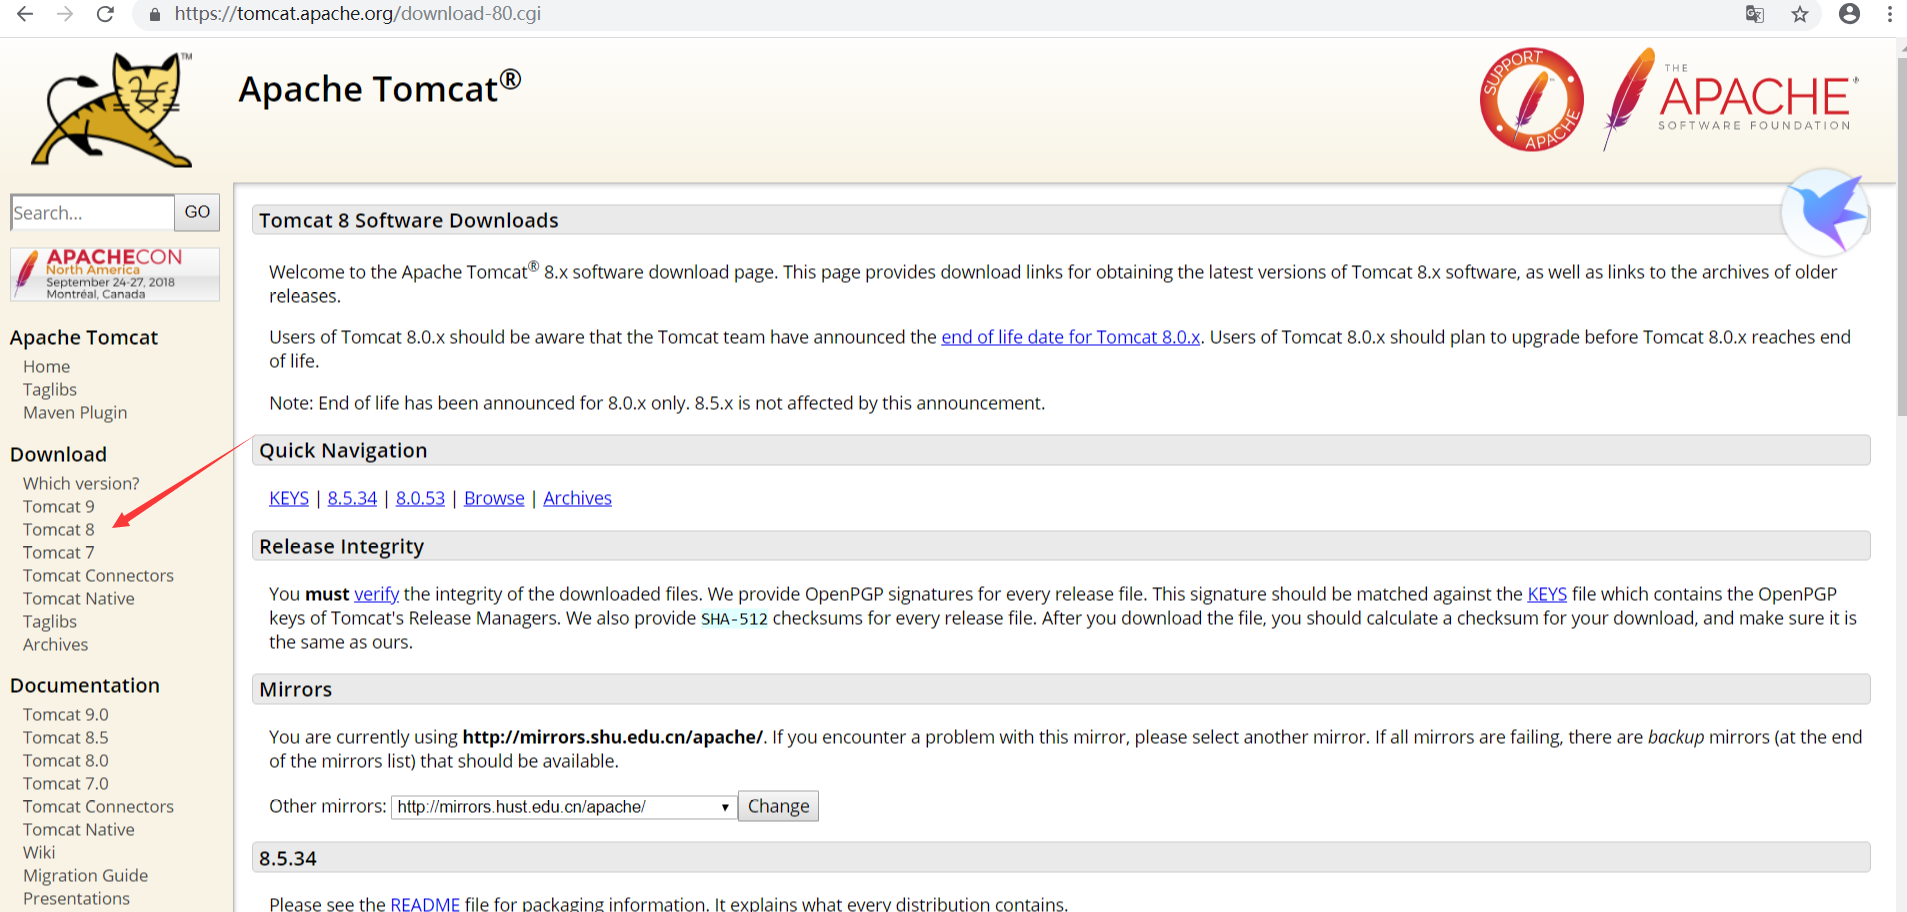 https://tomcat.apache.org/download-80.cgi
TM
Apache Tomcat®
SUPPORT APACHE
THE
APACHE®
SOFTWARE FOUNDATION
Search... GO
APACHECON
North America
September 24-27, 2018
Montréal, Canada
Apache Tomcat
Home
Taglibs
Maven Plugin
Download
Which version?
Tomcat 9
Tomcat 8
Tomcat 7
Tomcat Connectors
Tomcat Native
Taglibs
Archives
Documentation
Tomcat 9.0
Tomcat 8.5
Tomcat 8.0
Tomcat 7.0
Tomcat Connectors
Tomcat Native
Wiki
Migration Guide
Presentations
Tomcat 8 Software Downloads
Welcome to the Apache Tomcat® 8.x software download page. This page provides download links for obtaining the latest versions of Tomcat 8.x software, as well as links to the archives of older
releases.
Users of Tomcat 8.0.x should be aware that the Tomcat team have announced the end of life date for Tomcat 8.0.x. Users of Tomcat 8.0.x should plan to upgrade before Tomcat 8.0.x reaches end
of life.
Note: End of life has been announced for 8.0.x only. 8.5.x is not affected by this announcement.
Quick Navigation
KEYS | 8.5.34 | 8.0.53 | Browse | Archives
Release Integrity
You must verify the integrity of the downloaded files. We provide OpenPGP signatures for every release file. This signature should be matched against the KEYS file which contains the OpenPGP
keys of Tomcat's Release Managers. We also provide SHA-512 checksums for every release file. After you download the file, you should calculate a checksum for your download, and make sure it is
the same as ours.
Mirrors
You are currently using http://mirrors.shu.edu.cn/apache/. If you encounter a problem with this mirror, please select another mirror. If all mirrors are failing, there are backup mirrors (at the end
of the mirrors list) that should be available.
Other mirrors: http://mirrors.hust.edu.cn/apache/ Change
8.5.34
Please see the README file for packaging information. It explains what every distribution contains.